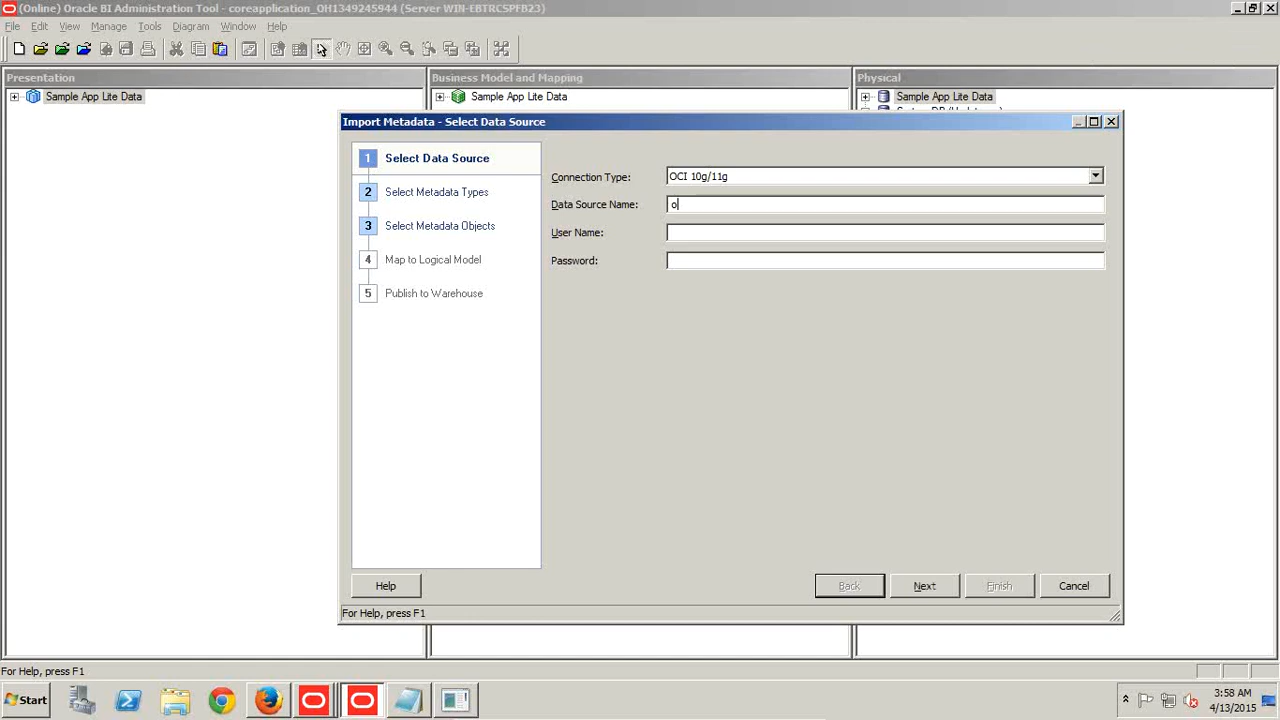 (Online) Oracle BI Administration Tool - coreapplication_OH1349245944 (Server WIN-EBTRCSPFB23)
File Edit View Manage Tools Diagram Window Help
Presentation
Business Model and Mapping
Physical
Sample App Lite Data
Sample App Lite Data
Sample App Lite Data
Import Metadata - Select Data Source
1 Select Data Source
2 Select Metadata Types
3 Select Metadata Objects
4 Map to Logical Model
5 Publish to Warehouse
Connection Type: OCI 10g/11g
Data Source Name: o
User Name:
Password:
Help
Back
Next
Finish
Cancel
For Help, press F1
For Help, press F1
Start
3:58 AM
4/13/2015